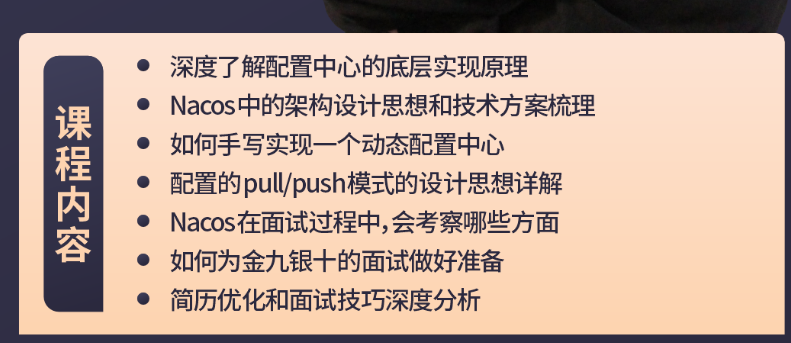 课程内容
深度了解配置中心的底层实现原理
Nacos中的架构设计思想和技术方案梳理
如何手写实现一个动态配置中心
配置的pull/push模式的设计思想详解
Nacos在面试过程中,会考察哪些方面
如何为金九银十的面试做好准备
简历优化和面试技巧深度分析